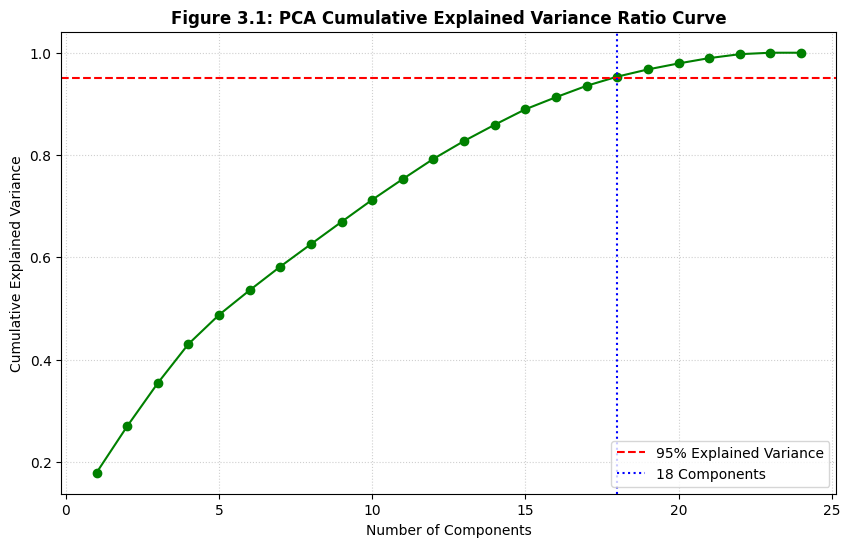 Figure 3.1: PCA Cumulative Explained Variance Ratio Curve
1.0
0.8
0.6
0.4
0.2
Cumulative Explained Variance
95% Explained Variance
18 Components
0 5 10 15 20 25
Number of Components